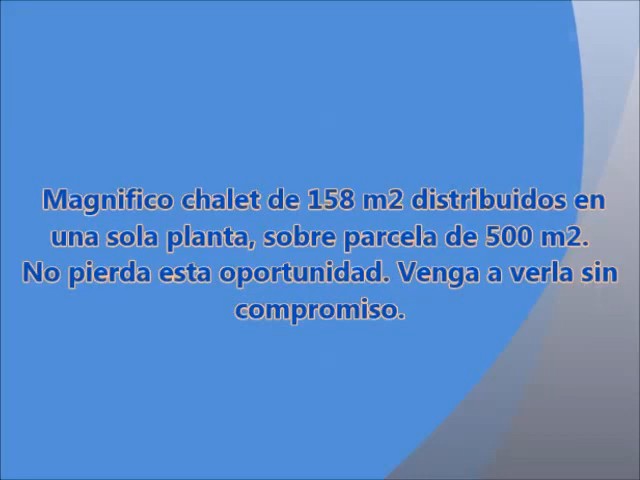 Magnifico chalet de 158 m2 distribuidos en
una sola planta, sobre parcela de 500 m2.
No pierda esta oportunidad. Venga a verla sin
compromiso.